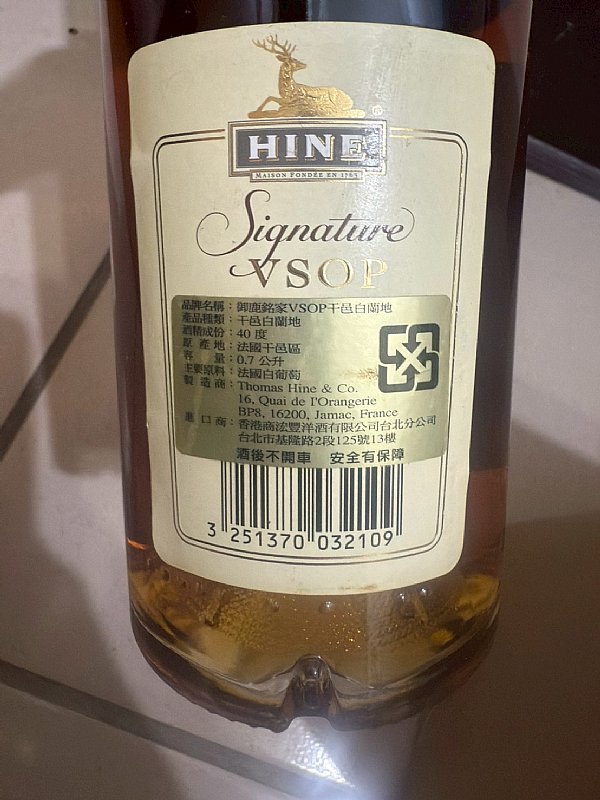 HINE
MAISON FONDÉE EN 1763
Signature
VSOP
品牌名稱：御鹿銘家VSOP干邑白蘭地
產品種類：干邑白蘭地
酒精成份：40 度
原產地：法國干邑區
容量：0.7 公升
主要原料：法國白葡萄
製造商：Thomas Hine & Co.
16, Quai de I'Orangerie
BP8, 16200, Jamac, France
進口商：香港商浤豐洋酒有限公司台北分公司
台北市基隆路2段125號13樓
酒後不開車 安全有保障
3 251370 032109